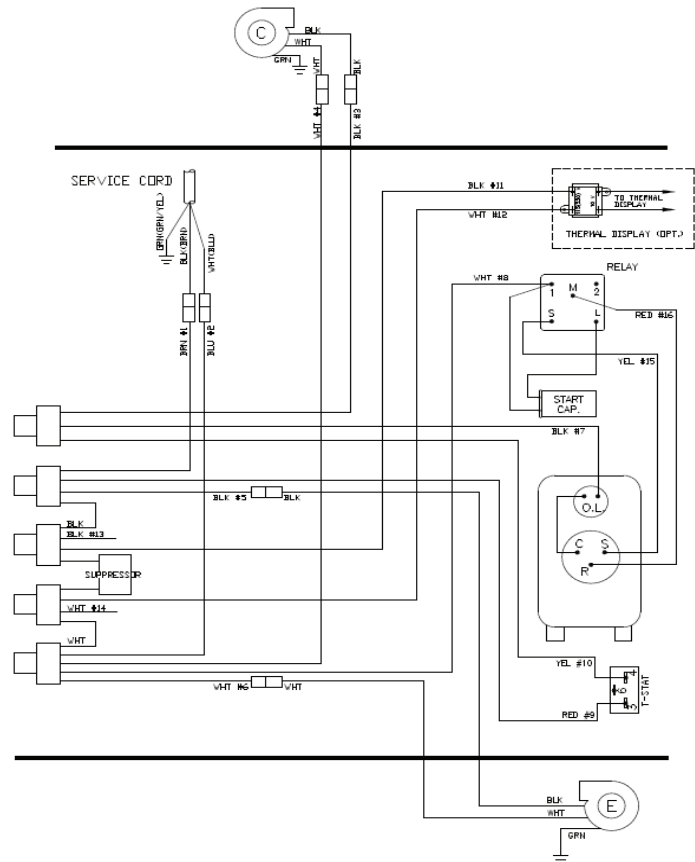 C
BLK
WHT
GRN
WHT
BLK
WHT #4
BLK #3
SERVICE CORD
GRN(GRN/YEL)
BLK(BRN)
WHT(BLU)
BRN #1
BLU #2
BLK #11
WHT #12
TO THERMAL
DISPLAY
THERMAL DISPLAY (OPT.)
WHT #8
RELAY
1
M
2
S
L
RED #16
YEL #15
START
CAP.
BLK #7
O.L.
C
S
R
BLK #5
BLK
BLK
BLK #13
SUPPRESSOR
WHT #14
WHT
WHT #6
WHT
YEL #10
RED #9
4
6
3
T-STAT
BLK
WHT
GRN
E